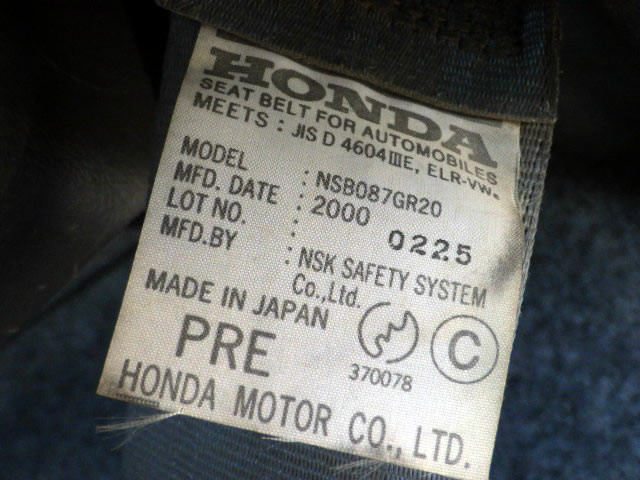 HONDA
SEAT BELT FOR AUTOMOBILES
MEETS : JIS D 4604ⅢE, ELR-VW.
MODEL : NSB087GR20
MFD. DATE : 2000
LOT NO. : 0225
MFD.BY : NSK SAFETY SYSTEM
Co.,Ltd.
MADE IN JAPAN
PRE
370078
C
HONDA MOTOR CO., LTD.